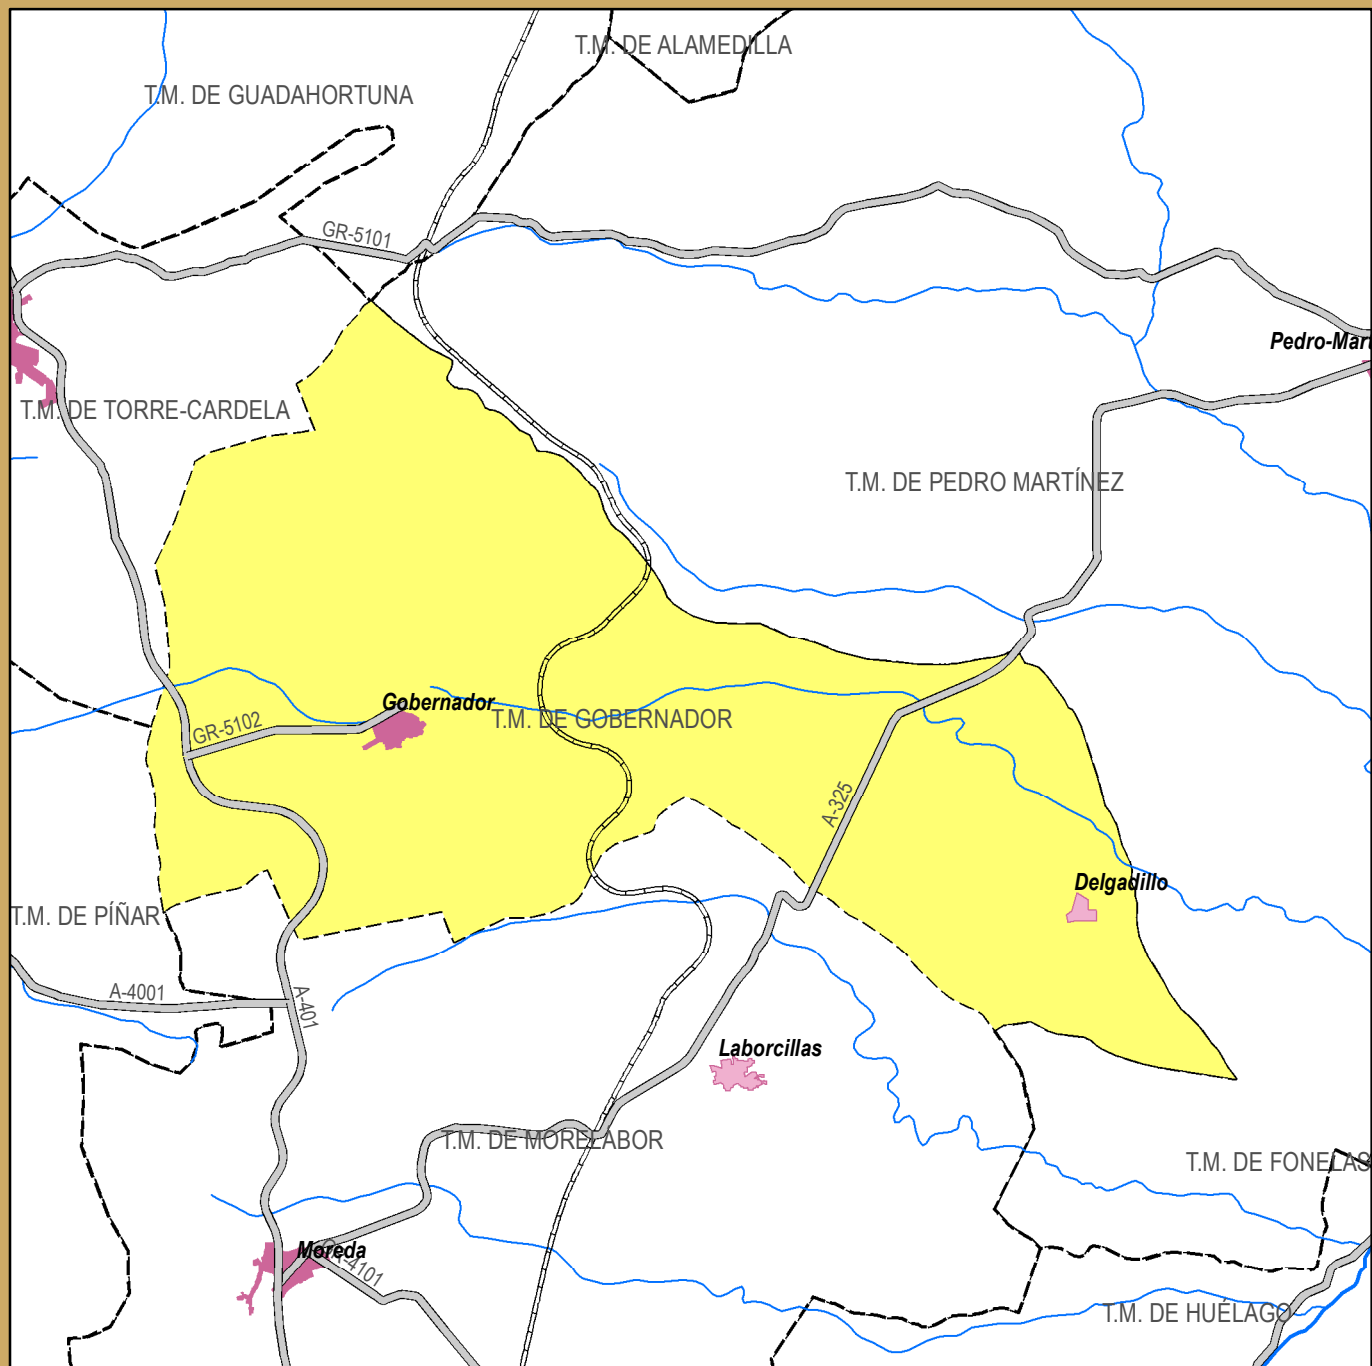 T.M. DE ALAMEDILLA
T.M. DE GUADAHORTUNA
GR-5101
Pedro-Mart
T.M. DE TORRE-CARDELA
T.M. DE PEDRO MARTÍNEZ
Gobernador
T.M. DE GOBERNADOR
GR-5102
A-325
Delgadillo
T.M. DE PÍÑAR
A-4001
A-401
Laborcillas
T.M. DE MORELABOR
T.M. DE FONELAS
Moreda
GR-4101
T.M. DE HUÉLAGO